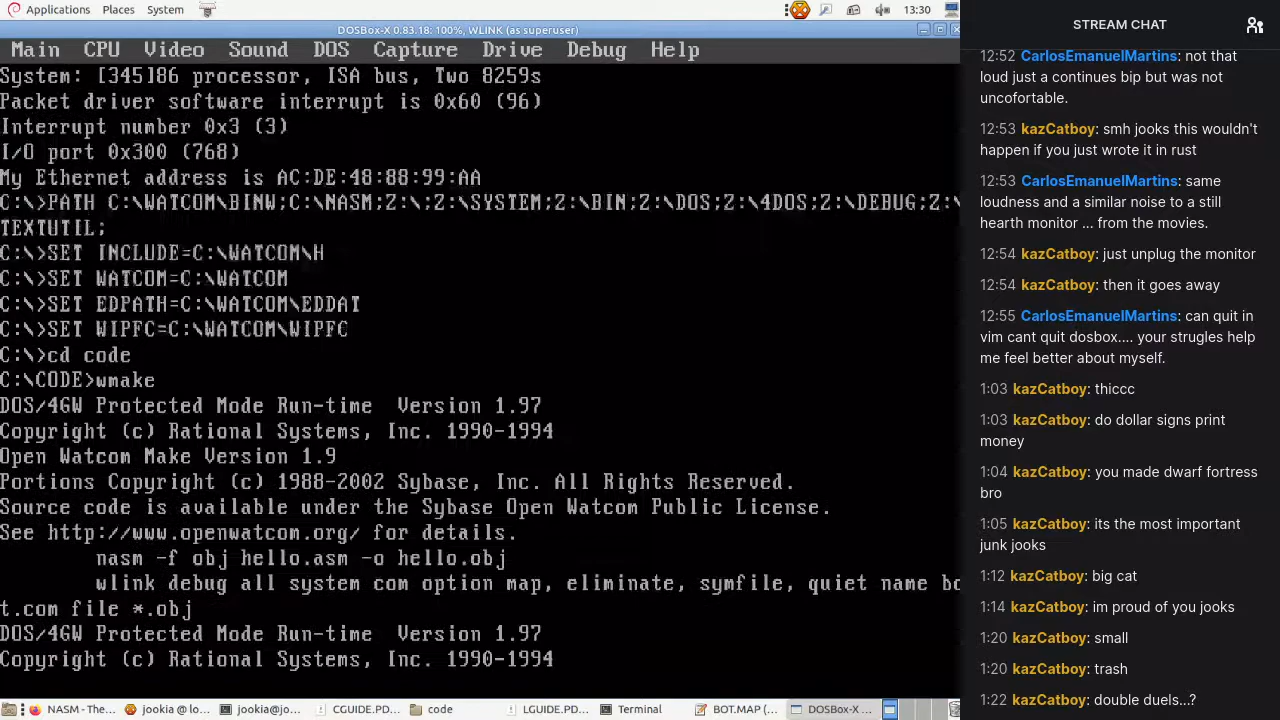 Applications Places System 13:30
DOSBox-X 0.83.18: 100%, WLINK (as superuser)
Main CPU Video Sound DOS Capture Drive Debug Help
System: [345]86 processor, ISA bus, Two 8259s
Packet driver software interrupt is 0x60 (96)
Interrupt number 0x3 (3)
I/O port 0x300 (768)
My Ethernet address is AC:DE:48:88:99:AA
C:\>PATH C:\WATCOM\BINW;C:\NASM;Z:\;Z:\SYSTEM;Z:\BIN;Z:\DOS;Z:\4DOS;Z:\DEBUG;Z:\
TEXTUTIL;
C:\>SET INCLUDE=C:\WATCOM\H
C:\>SET WATCOM=C:\WATCOM
C:\>SET EDPATH=C:\WATCOM\EDDAT
C:\>SET WIPFC=C:\WATCOM\WIPFC
C:\>cd code
C:\CODE>wmake
DOS/4GW Protected Mode Run-time  Version 1.97
Copyright (c) Rational Systems, Inc. 1990-1994
Open Watcom Make Version 1.9
Portions Copyright (c) 1988-2002 Sybase, Inc. All Rights Reserved.
Source code is available under the Sybase Open Watcom Public License.
See http://www.openwatcom.org/ for details.
nasm -f obj hello.asm -o hello.obj
wlink debug all system com option map, eliminate, symfile, quiet name bo
t.com file *.obj
DOS/4GW Protected Mode Run-time  Version 1.97
Copyright (c) Rational Systems, Inc. 1990-1994
NASM - The... jookia @ lo... jookia@jo... CGUIDE.PD... code LGUIDE.PD... Terminal BOT.MAP (... DOSBox-X ...
STREAM CHAT
12:52 CarlosEmanuelMartins: not that
loud just a continues bip but was not
uncofortable.
12:53 kazCatboy: smh jooks this wouldn't
happen if you just wrote it in rust
12:53 CarlosEmanuelMartins: same
loudness and a similar noise to a still
hearth monitor ... from the movies.
12:54 kazCatboy: just unplug the monitor
12:54 kazCatboy: then it goes away
12:55 CarlosEmanuelMartins: can quit in
vim cant quit dosbox.... your strugles help
me feel better about myself.
1:03 kazCatboy: thiccc
1:03 kazCatboy: do dollar signs print
money
1:04 kazCatboy: you made dwarf fortress
bro
1:05 kazCatboy: its the most important
junk jooks
1:12 kazCatboy: big cat
1:14 kazCatboy: im proud of you jooks
1:20 kazCatboy: small
1:20 kazCatboy: trash
1:22 kazCatboy: double duels...?